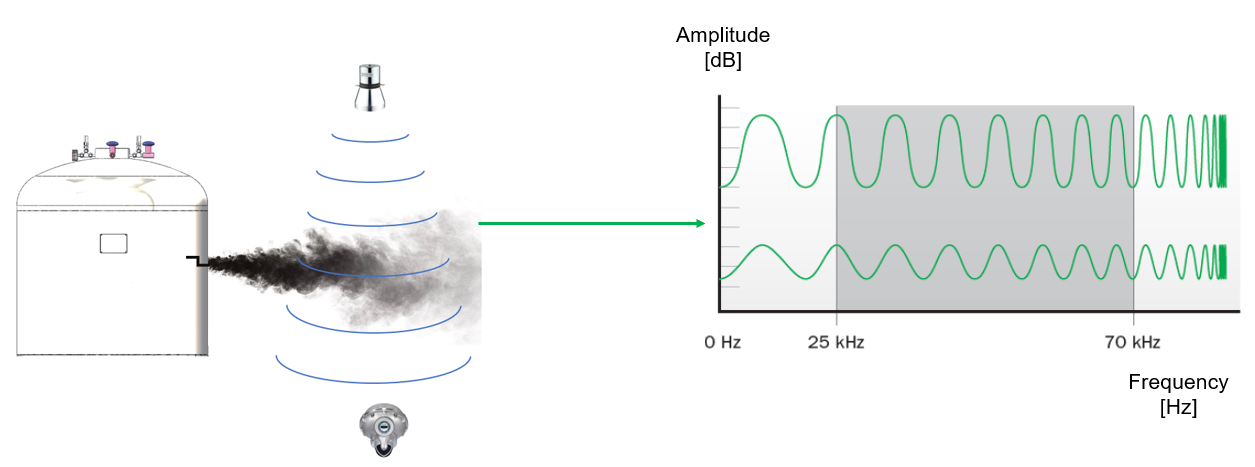 Amplitude
[dB]
0 Hz
25 kHz
70 kHz
Frequency
[Hz]